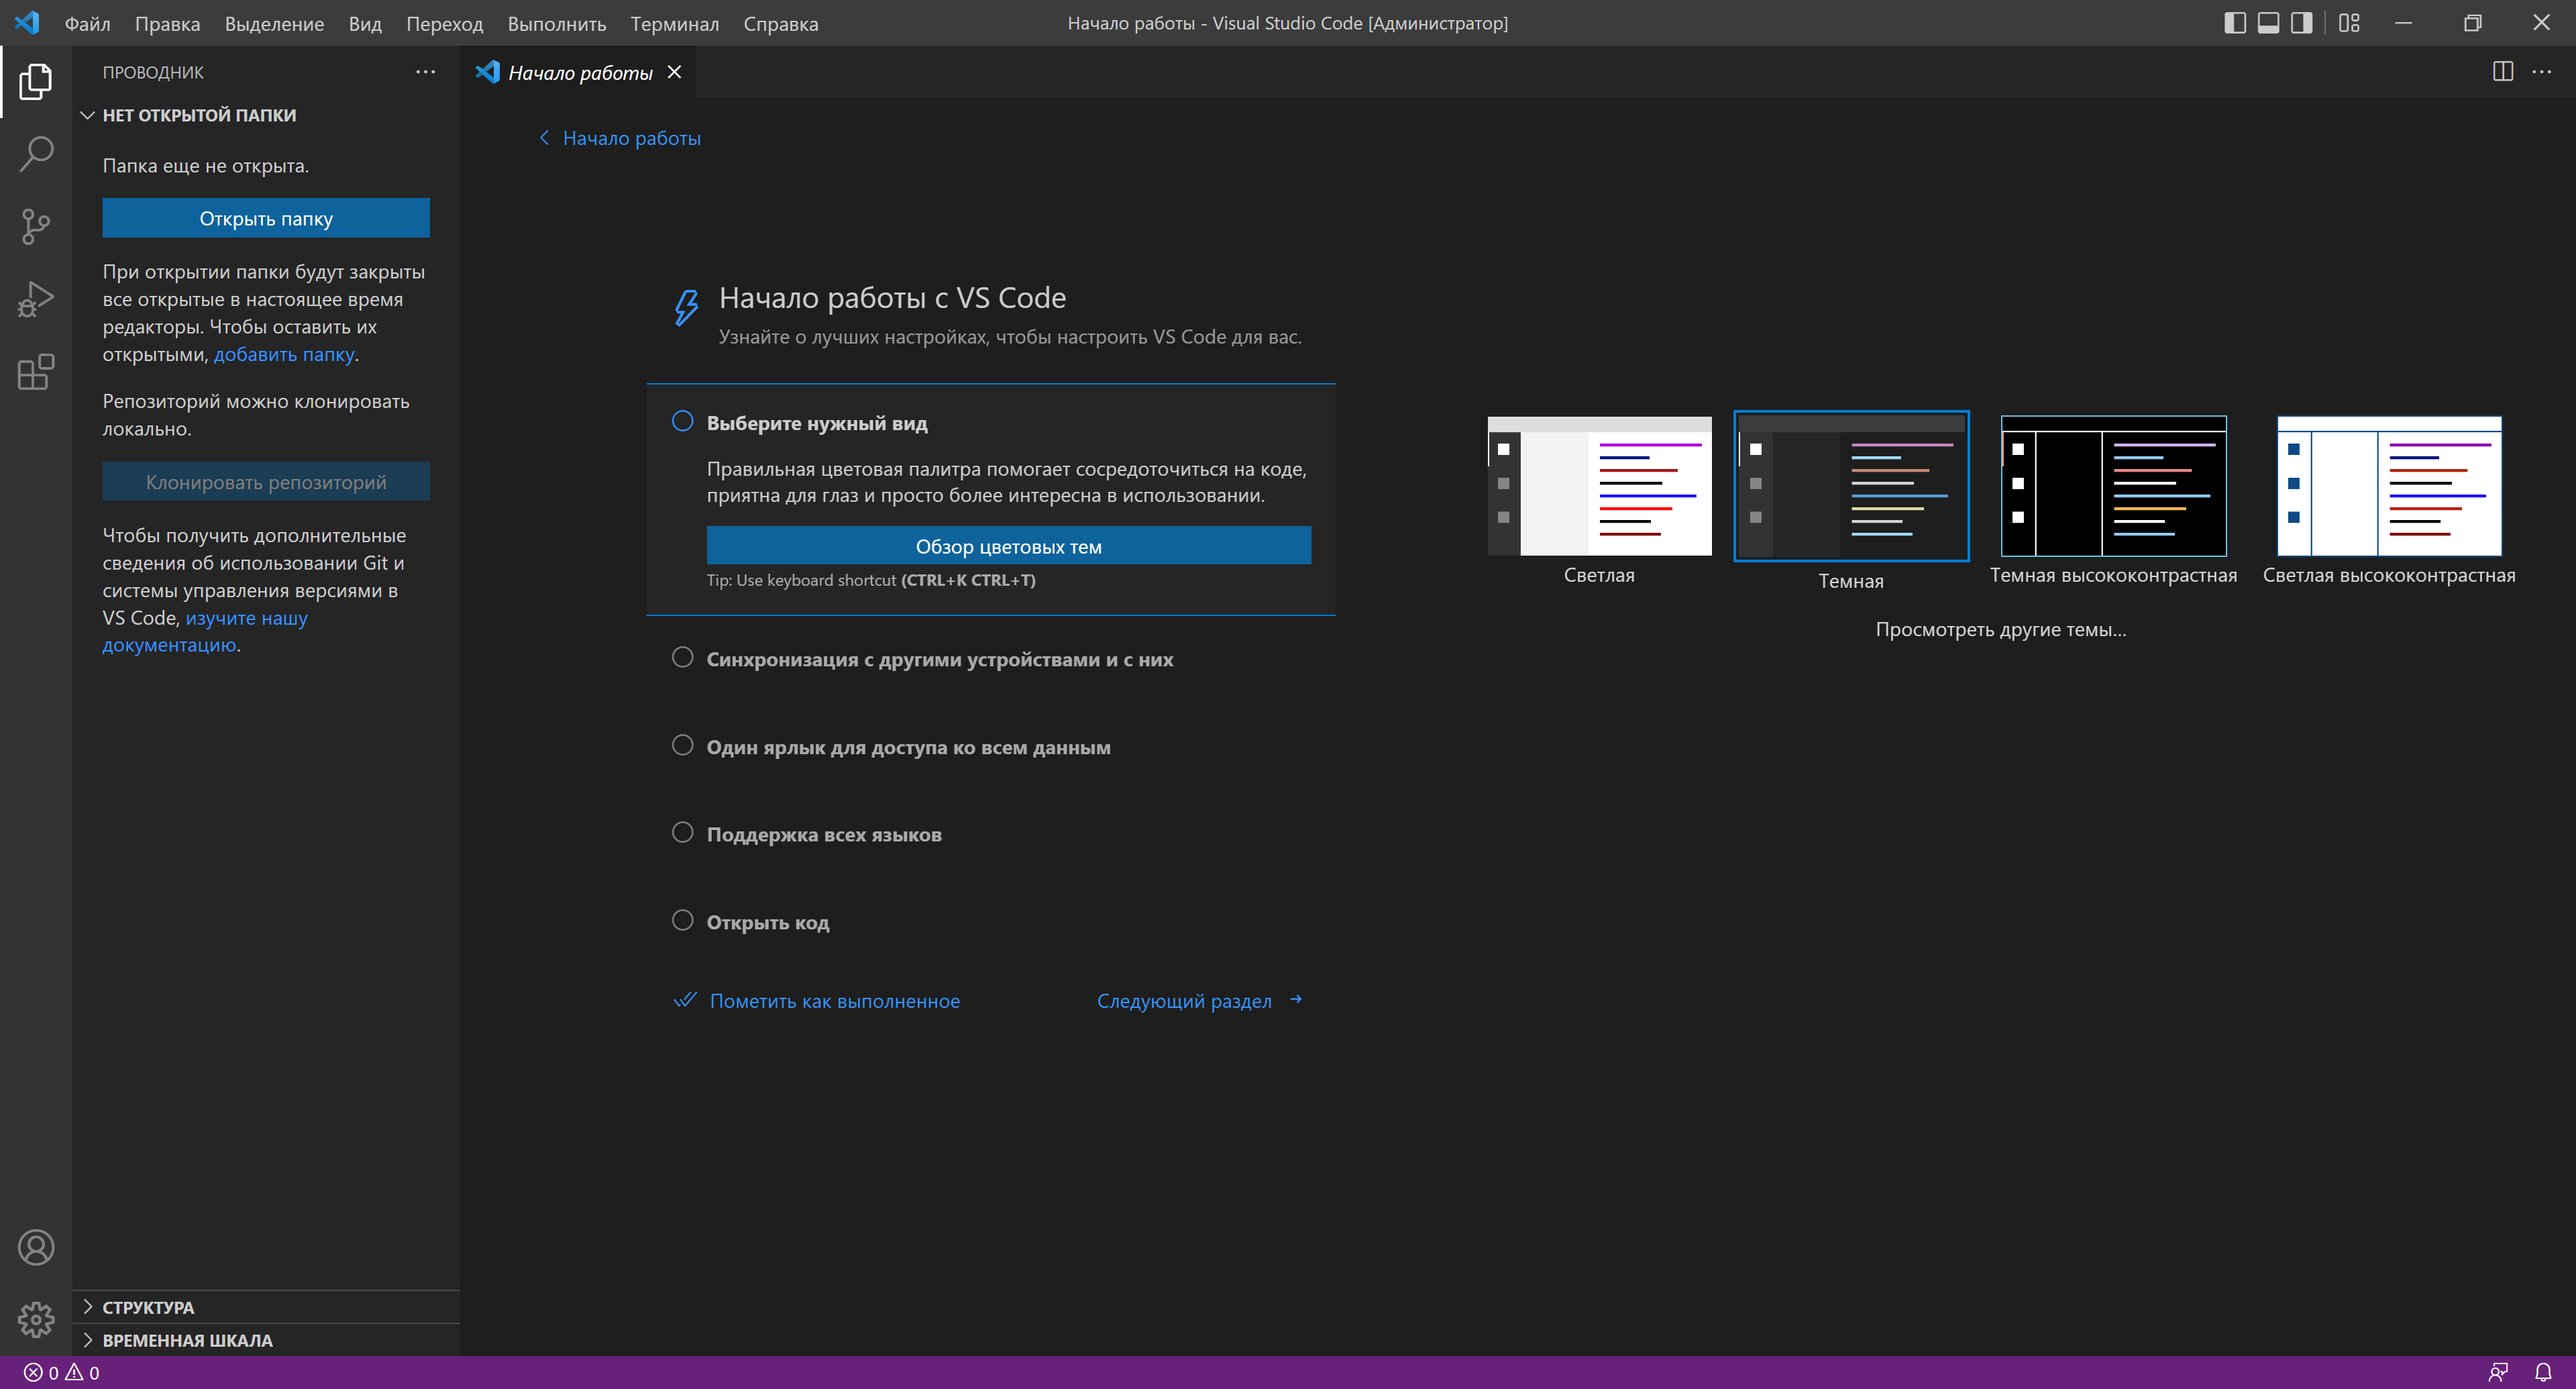 Файл Правка Выделение Вид Переход Выполнить Терминал Справка
Начало работы - Visual Studio Code [Администратор]
ПРОВОДНИК
НЕТ ОТКРЫТОЙ ПАПКИ
Папка еще не открыта.
Открыть папку
При открытии папки будут закрыты
все открытые в настоящее время
редакторы. Чтобы оставить их
открытыми, добавить папку.
Репозиторий можно клонировать
локально.
Клонировать репозиторий
Чтобы получить дополнительные
сведения об использовании Git и
системы управления версиями в
VS Code, изучите нашу
документацию.
СТРУКТУРА
ВРЕМЕННАЯ ШКАЛА
Начало работы
Начало работы
Начало работы с VS Code
Узнайте о лучших настройках, чтобы настроить VS Code для вас.
Выберите нужный вид
Правильная цветовая палитра помогает сосредоточиться на коде,
приятна для глаз и просто более интересна в использовании.
Обзор цветовых тем
Tip: Use keyboard shortcut (CTRL+K CTRL+T)
Синхронизация с другими устройствами и с них
Один ярлык для доступа ко всем данным
Поддержка всех языков
Открыть код
Пометить как выполненное
Следующий раздел
Светлая
Темная
Темная высококонтрастная
Светлая высококонтрастная
Просмотреть другие темы...
0 0